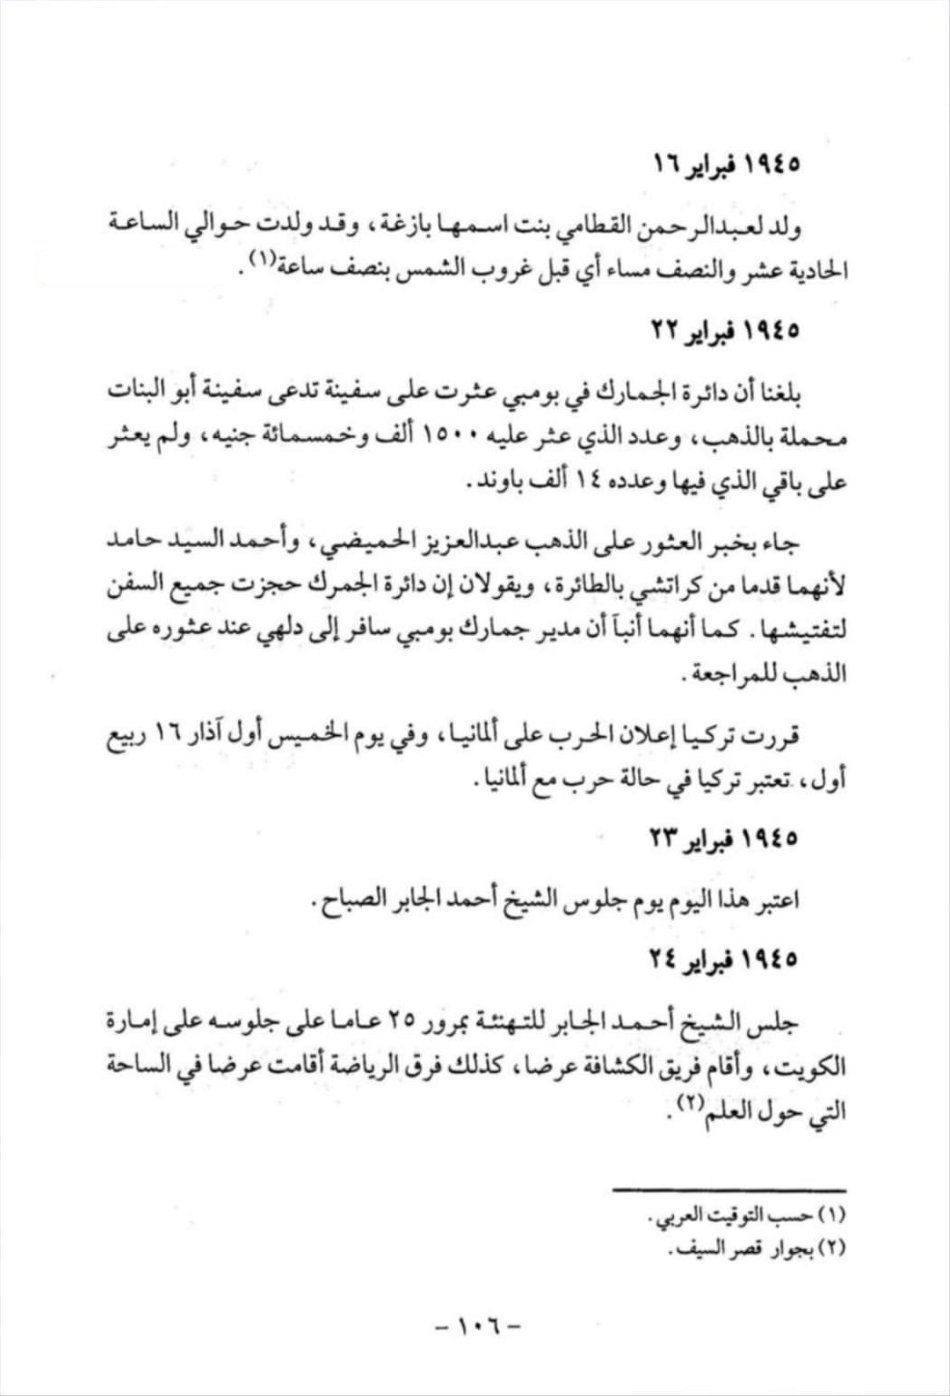 ١٩٤٥ فبراير ١٦
ولد لعبدالرحمن القطامي بنت اسمها بازغة، وقد ولدت حوالي الساعة
الحادية عشر والنصف مساء أي قبل غروب الشمس بنصف ساعة(١).
١٩٤٥ فبراير ٢٢
بلغنا أن دائرة الجمارك في بومبي عثرت على سفينة تدعى سفينة أبو البنات
محملة بالذهب، وعدد الذي عثر عليه ١٥٠٠ ألف وخمسمائة جنيه، ولم يعثر
على باقي الذي فيها وعدده ١٤ ألف باوند.
جاء بخبر العثور على الذهب عبدالعزيز الحميضي، وأحمد السيد حامد
لأنهما قدما من كراتشي بالطائرة، ويقولان إن دائرة الجمرك حجزت جميع السفن
لتفتيشها. كما أنهما أنبآ أن مدير جمارك بومبي سافر إلى دلهي عند عثوره على
الذهب للمراجعة.
قررت تركيا إعلان الحرب على ألمانيا، وفي يوم الخميس أول آذار ١٦ ربيع
أول، تعتبر تركيا في حالة حرب مع ألمانيا.
١٩٤٥ فبراير ٢٣
اعتبر هذا اليوم يوم جلوس الشيخ أحمد الجابر الصباح.
١٩٤٥ فبراير ٢٤
جلس الشيخ أحمد الجابر للتهنئة بمرور ٢٥ عاما على جلوسه على إمارة
الكويت، وأقام فريق الكشافة عرضا، كذلك فرق الرياضة أقامت عرضا في الساحة
التي حول العلم(٢).
(١) حسب التوقيت العربي.
(٢) بجوار قصر السيف.
- ١٠٦ -